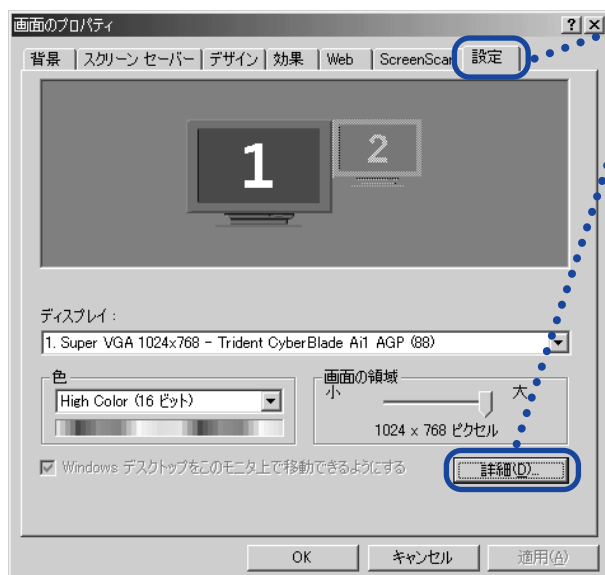 画面のプロパティ
背景 スクリーン セーバー デザイン 効果 Web ScreenScan 設定
1 2
ディスプレイ :
1. Super VGA 1024x768 - Trident CyberBlade Ai1 AGP (88)
色
High Color (16 ビット)
画面の領域
小 大
1024 x 768 ピクセル
Windows デスクトップをこのモニタ上で移動できるようにする
詳細(D)...
OK キャンセル 適用(A)